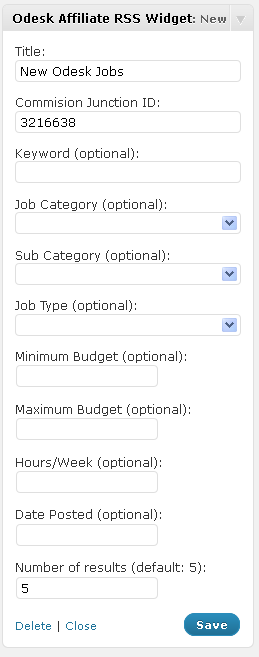 Odesk Affiliate RSS Widget: New
Title:
New Odesk Jobs
Commision Junction ID:
3216638
Keyword (optional):
Job Category (optional):
Sub Category (optional):
Job Type (optional):
Minimum Budget (optional):
Maximum Budget (optional):
Hours/Week (optional):
Date Posted (optional):
Number of results (default: 5):
5
Delete | Close Save